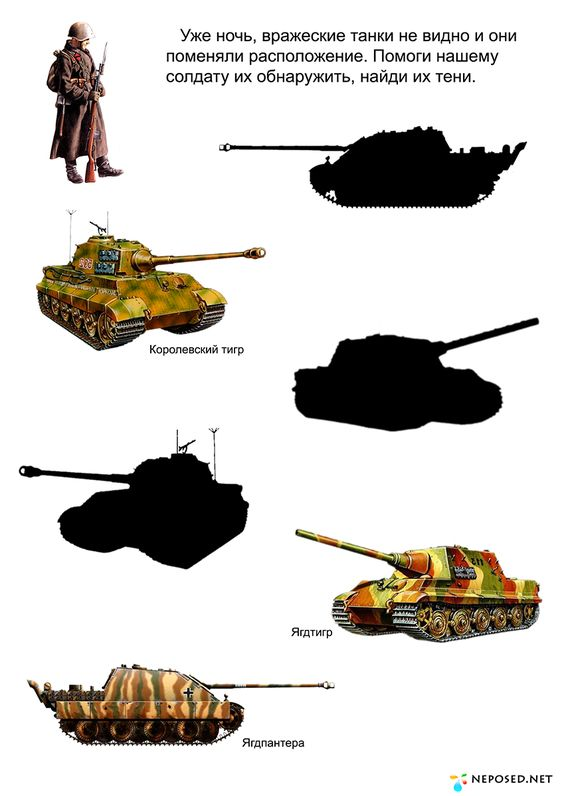 Уже ночь, вражеские танки не видно и они
поменяли расположение. Помоги нашему
солдату их обнаружить, найди их тени.
Королевский тигр
Ягдтигр
Ягдпантера
NEPOSED.NET